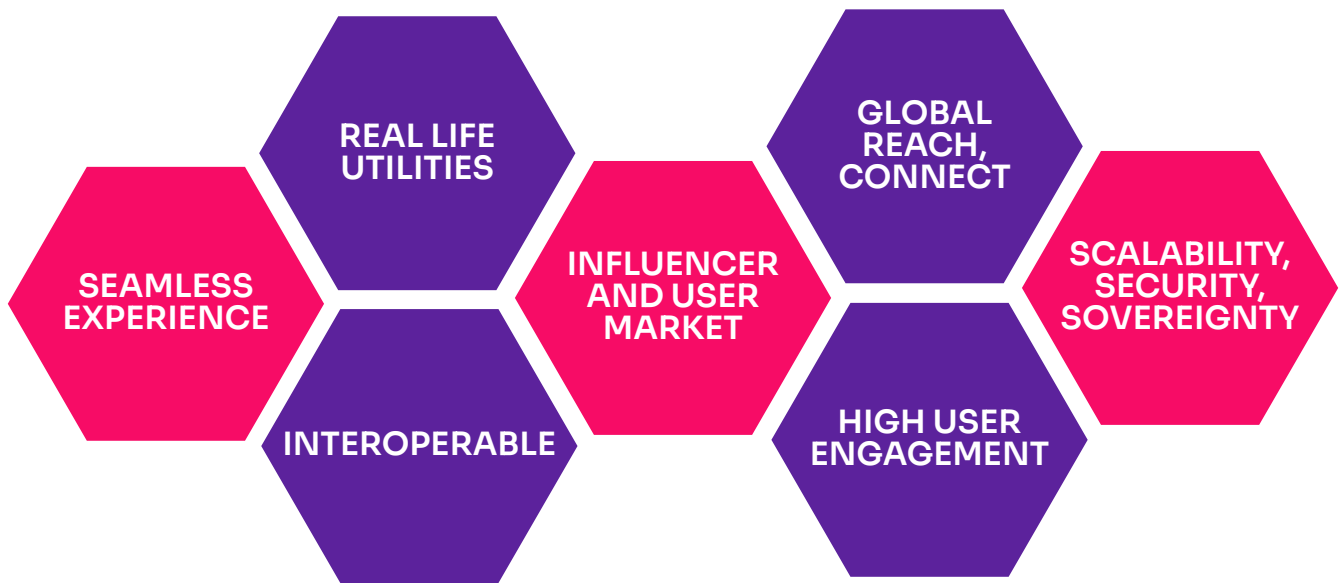 REAL LIFE
UTILITIES
GLOBAL
REACH,
CONNECT
SEAMLESS
EXPERIENCE
INFLUENCER
AND USER
MARKET
SCALABILITY,
SECURITY,
SOVEREIGNTY
INTEROPERABLE
HIGH USER
ENGAGEMENT